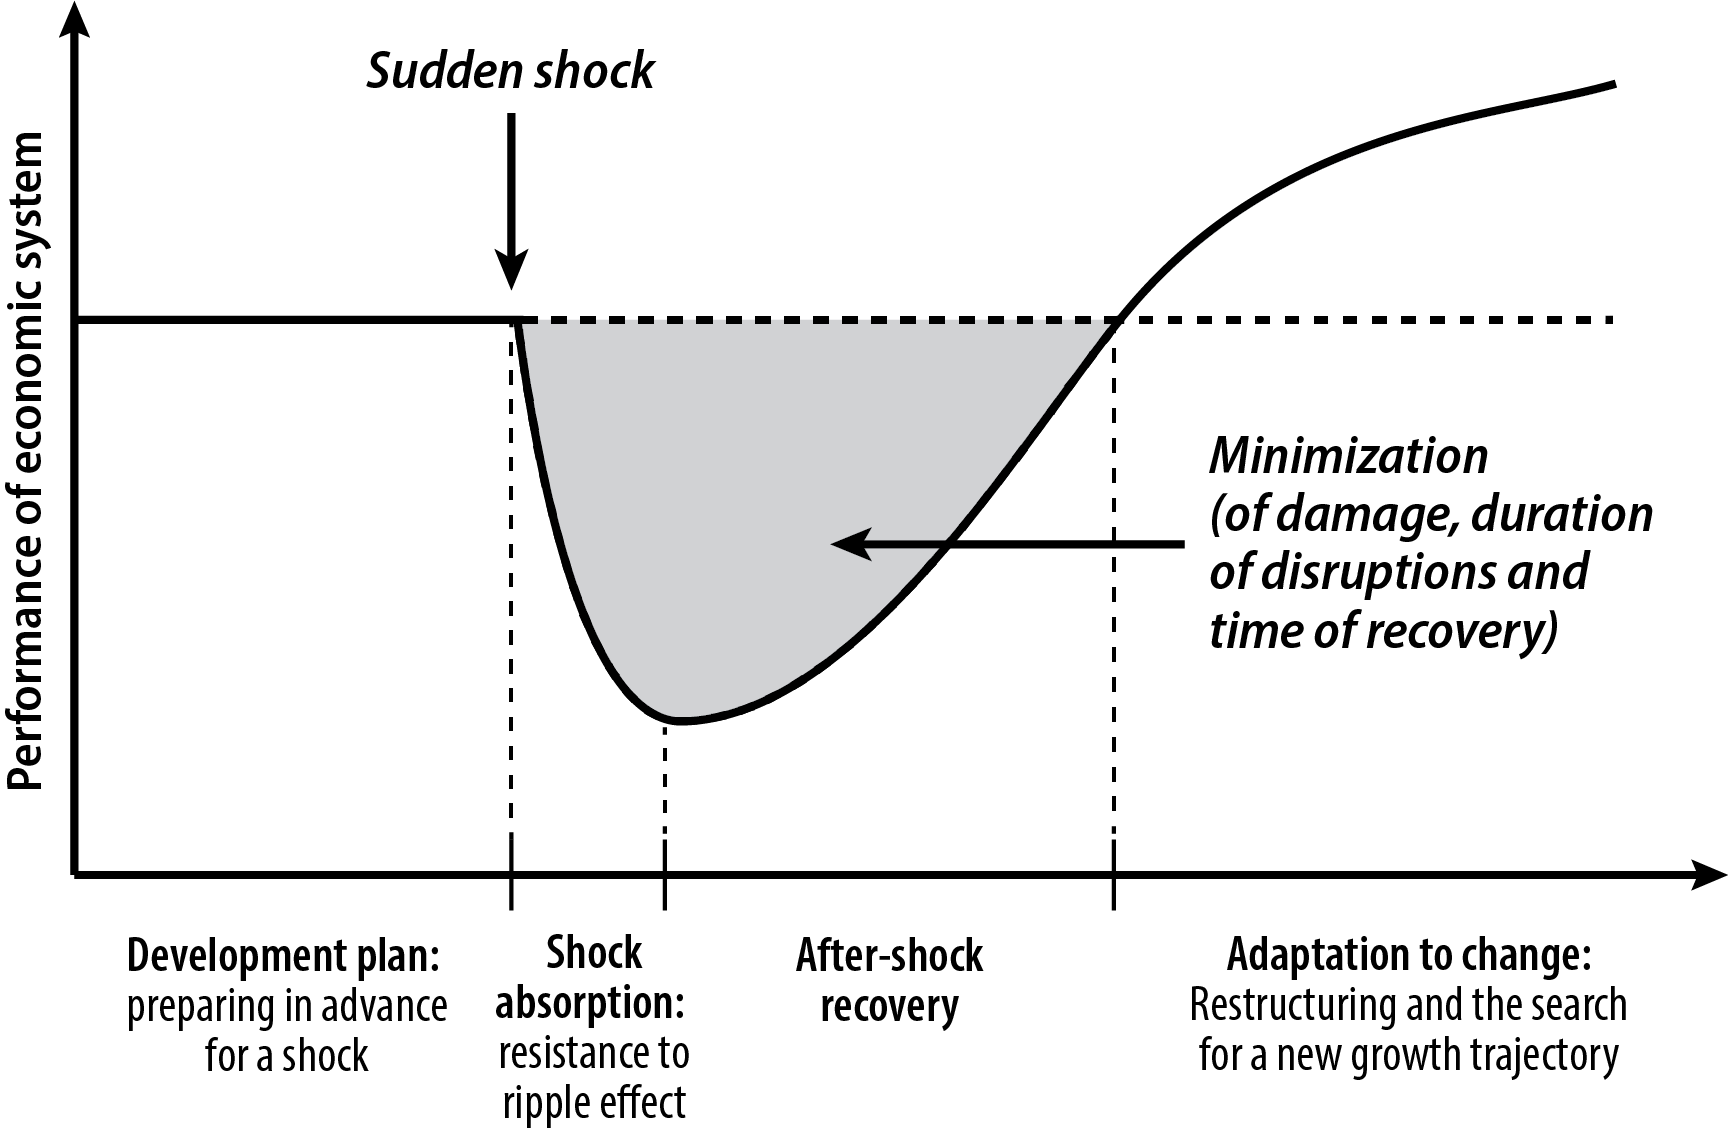 Sudden shock
Performance of economic system
Minimization
(of damage, duration
of disruptions and
time of recovery)
Development plan:
preparing in advance
for a shock
Shock
absorption:
resistance to
ripple effect
After-shock
recovery
Adaptation to change:
Restructuring and the search
for a new growth trajectory